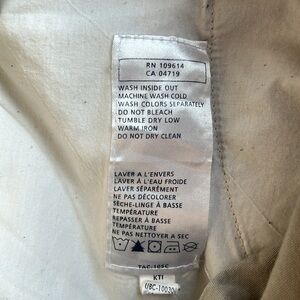 RN 109614
CA 04719
WASH INSIDE OUT
MACHINE WASH COLD
WASH COLORS SEPARATELY
DO NOT BLEACH
TUMBLE DRY LOW
WARM IRON
DO NOT DRY CLEAN
LAVER A L'ENVERS
LAVER À L'EAU FROIDE
LAVER SÉPARÉMENT
NE PAS DÉCOLORER
SÈCHE-LINGE À BASSE
TEMPÉRATURE
REPASSER À BASSE
TEMPÉRATURE
NE PAS NETTOYER A SEC
KTI